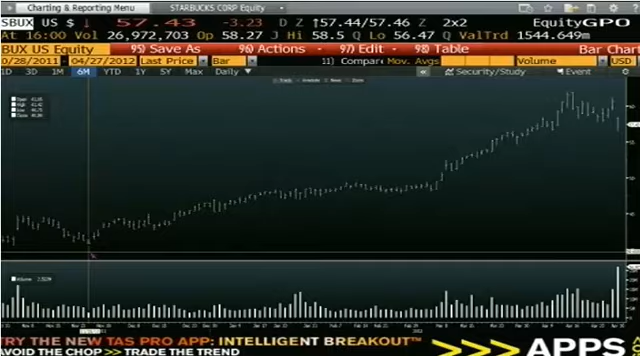 Charting & Reporting Menu STARBUCKS CORP Equity
SBUX US $ ↓ 57.43 -3.23 D Z ↑57.44/57.46 Z 2x2 EquityGPO
At 16:00 Vol 26,972,703 Op 58.27 J Hi 58.5 Q Lo 56.47 Q ValTrd 1544.649m
BUX US Equity 95) Save As 96) Actions 97) Edit 98) Table Bar Chart
0/28/2011 04/27/2012 Last Price Bar Mov. Avgs Volume USD
1D 3D 1M 6M YTD 1Y 5Y Max Daily 11) Compare « Security/Study Event
Volume
TRY THE NEW TAS PRO APP: INTELLIGENT BREAKOUT™
AVOID THE CHOP >> TRADE THE TREND
APPS